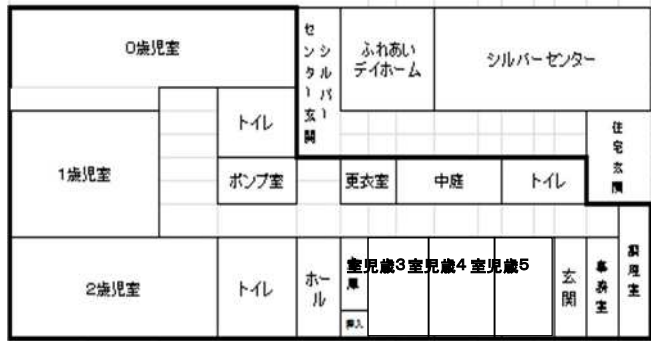 0歳児室
シルバー
センター玄関
ふれあい
デイホーム
シルバーセンター
トイレ
住宅玄関
1歳児室
ポンプ室
更衣室
中庭
トイレ
2歳児室
トイレ
ホー
ル
室児歳3室児歳4室児歳5
庫
押入
玄関
事務室
調理室